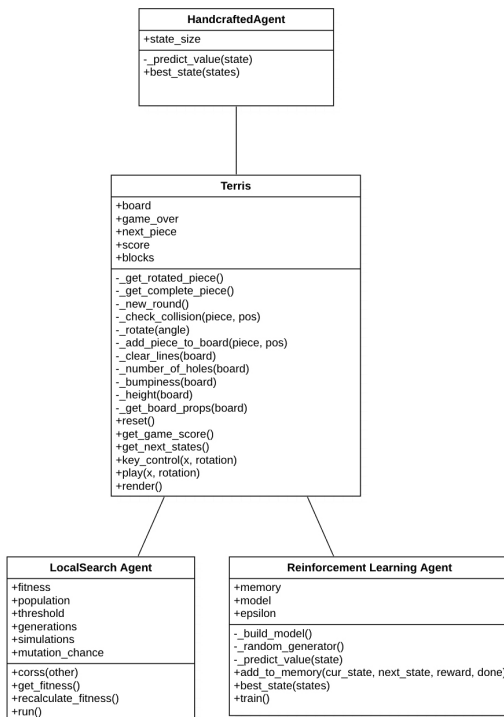 HandcraftedAgent
+state_size
-_predict_value(state)
+best_state(states)
Terris
+board
+game_over
+next_piece
+score
+blocks
-_get_rotated_piece()
-_get_complete_piece()
-_new_round()
-_check_collision(piece, pos)
-_rotate(angle)
-_add_piece_to_board(piece, pos)
-_clear_lines(board)
-_number_of_holes(board)
-_bumpiness(board)
-_height(board)
-_get_board_props(board)
+reset()
+get_game_score()
+get_next_states()
+key_control(x, rotation)
+play(x, rotation)
+render()
LocalSearch Agent
+fitness
+population
+threshold
+generations
+simulations
+mutation_chance
+corss(other)
+get_fitness()
+recalculate_fitness()
+run()
Reinforcement Learning Agent
+memory
+model
+epsilon
-_build_model()
-_random_generator()
-_predict_value(state)
+add_to_memory(cur_state, next_state, reward, done)
+best_state(states)
+train()